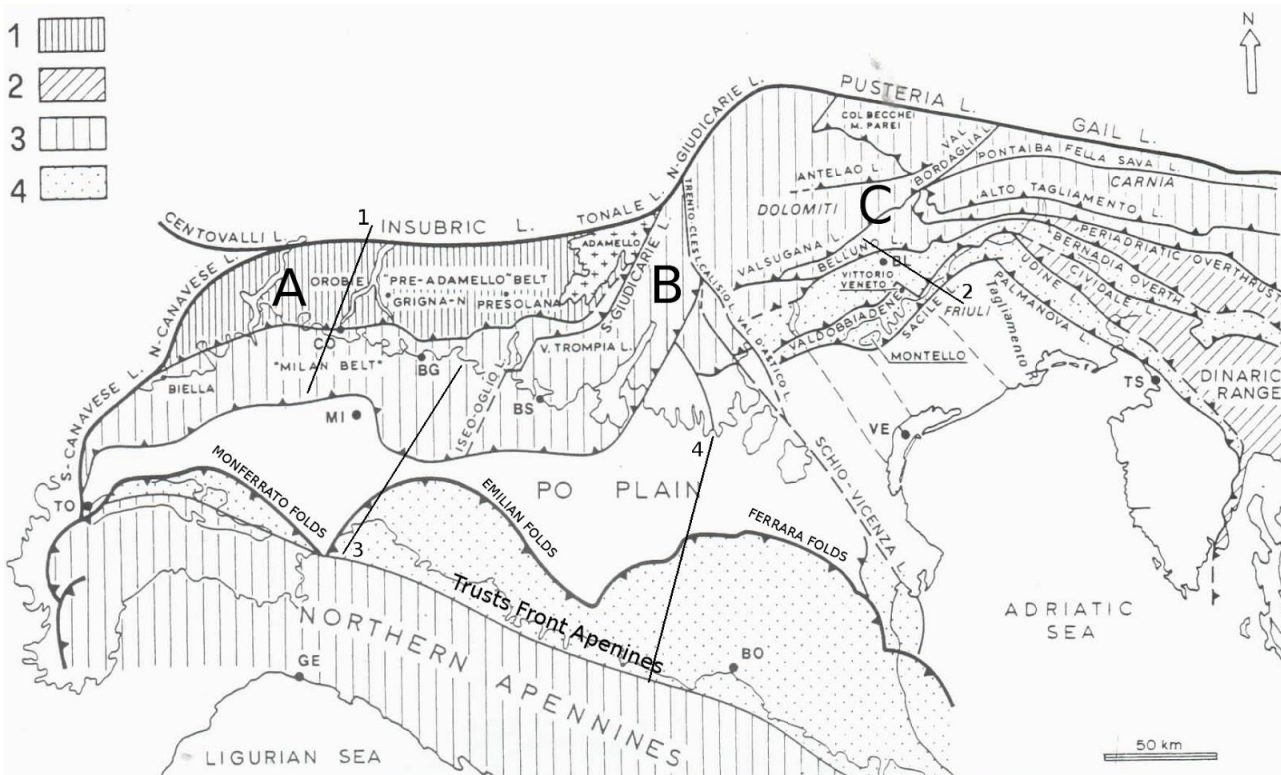 1
2
3
4
N
CENTOVALLI L.
1
INSUBRIC L.
TONALE L.
N-GIUDICARIE L.
PUSTERIA L.
GAIL L.
COL BECCHEI
M. PAREI
VAL
BORDAGLIA L.
PONTAIBA FELLA SAVA L.
CARNIA
ANTELAO L.
ALTO TAGLIAMENTO L.
DOLOMITI
C
N-CANAVESE L.
A
OROBIE
"PRE-ADAMELLO" BELT
GRIGNA-N
PRESOLANA
ADAMELLO
S-GIUDICARIE L.
B
TRENTO-CLES L.
CALISIO L.
VAL D'ASTICO L.
VALSUGANA L.
BELLUNO
BL
PERIADRIATIC OVERTHRUST
BERNADIA OVERTH
CIVIDALE
UDINE L.
PALMANOVA L.
VITTORIO
VENETO
2
FRIULI
VALDOBBIADENE
SACILE
Tagliamento R.
MONTELLO
CO
"MILAN BELT"
BG
V. TROMPIA L.
BIELLA
ISEO-OGLIO L.
BS
MI
S-CANAVESE L.
TS
DINARIC
RANGE
VE
4
SCHIO-VICENZA L.
TO
MONFERRATO FOLDS
EMILIAN FOLDS
PO PLAIN
FERRARA FOLDS
3
Trusts Front Apenines
NORTHERN APENNINES
ADRIATIC
SEA
GE
BO
LIGURIAN SEA
50 km